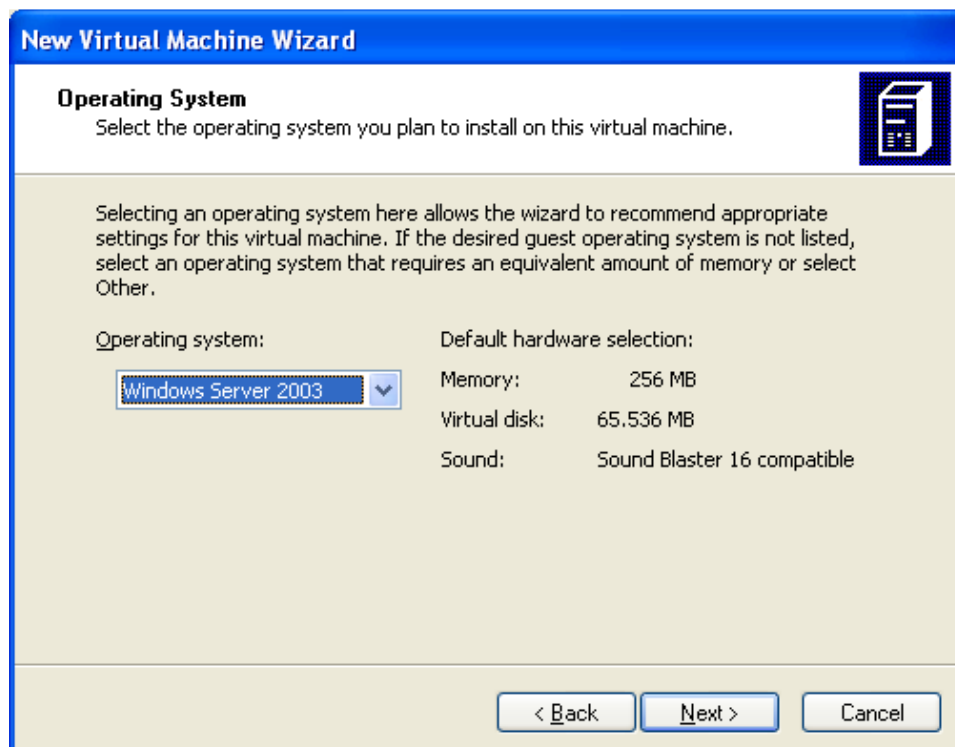 New Virtual Machine Wizard
Operating System
Select the operating system you plan to install on this virtual machine.
Selecting an operating system here allows the wizard to recommend appropriate
settings for this virtual machine. If the desired guest operating system is not listed,
select an operating system that requires an equivalent amount of memory or select
Other.
Operating system:
Windows Server 2003
Default hardware selection:
Memory: 256 MB
Virtual disk: 65.536 MB
Sound: Sound Blaster 16 compatible
< Back Next > Cancel